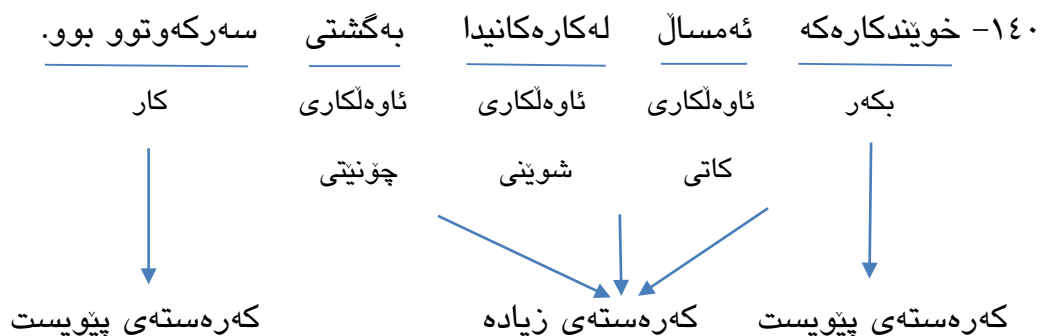 ١٤٠- خوێندکارەکە ئەمساڵ لەکارەکانیدا بەگشتی سەرکەوتوو بوو.
بکەر ئاوەڵکاری ئاوەڵکاری ئاوەڵکاری کار
کاتی شوێنی چۆنێتی
کەرەستەی پێویست کەرەستەی زیادە کەرەستەی پێویست